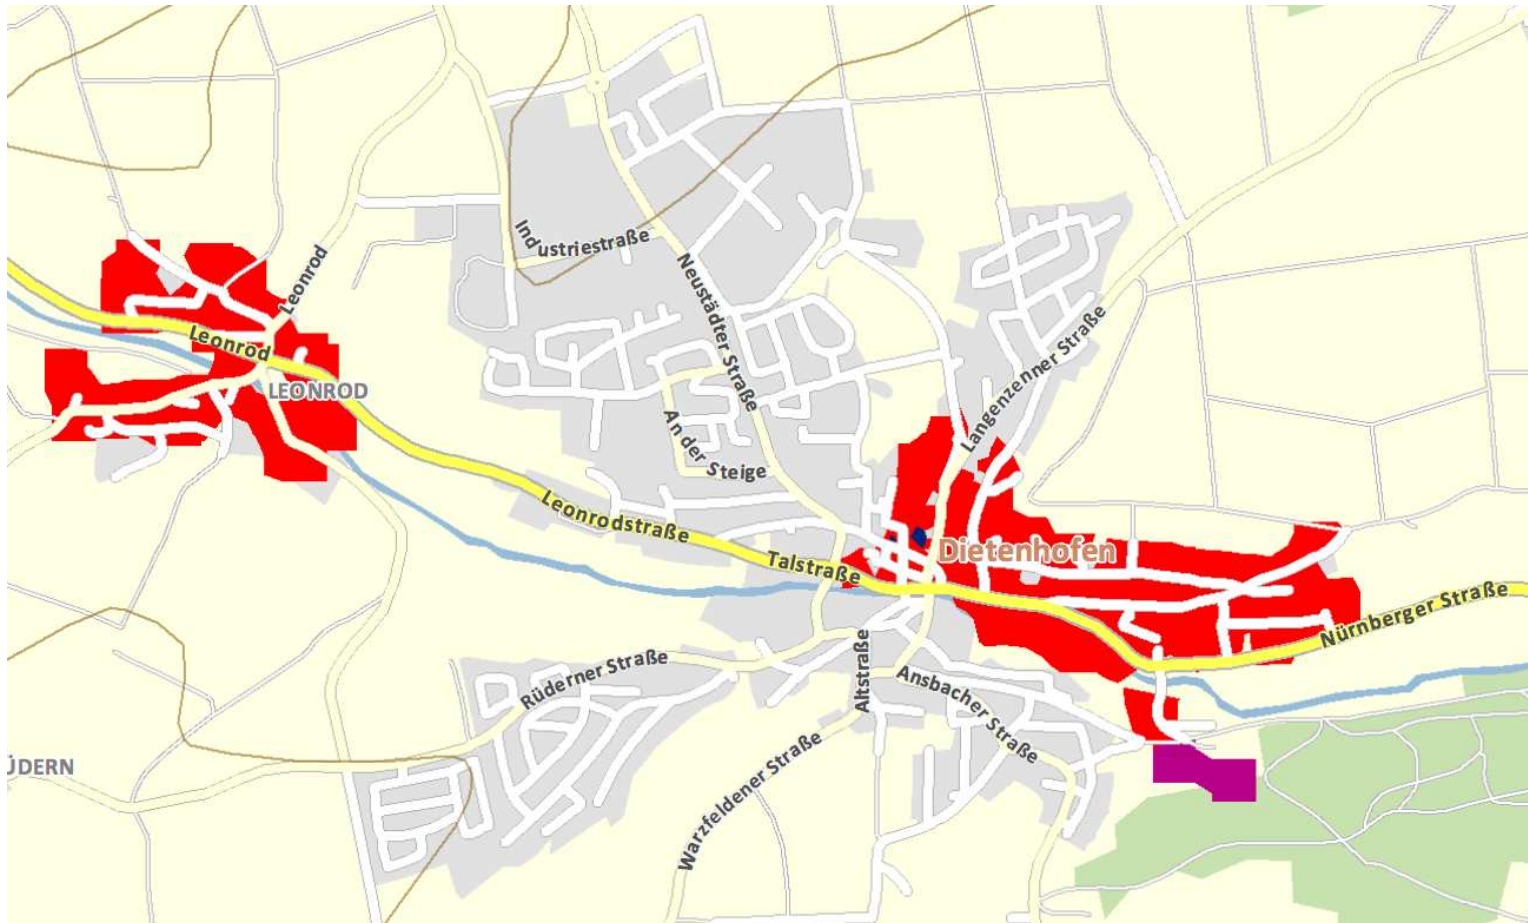 Industriestraße
Neustädter Straße
Leonrod
Leonrod
LEONROD
Langenzenner Straße
An der Steige
Leonrodstraße
Talstraße
Dietenhofen
Nürnberger Straße
Rüderner Straße
Altstraße
Ansbacher Straße
Warzfeldener Straße
ÜDERN